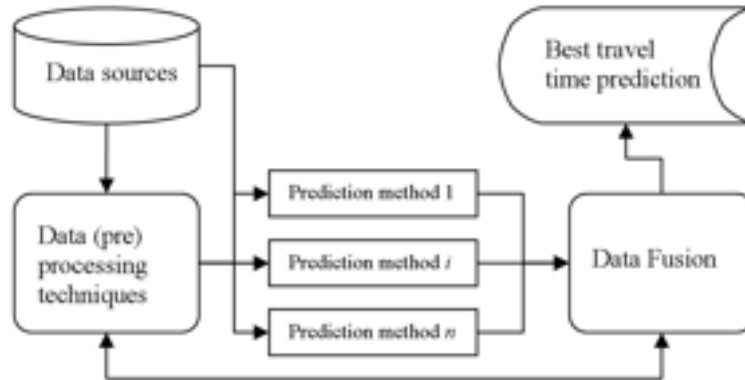 Data sources
Best travel
time prediction
Prediction method 1
Data (pre)
processing
techniques
Prediction method i
Data Fusion
Prediction method n